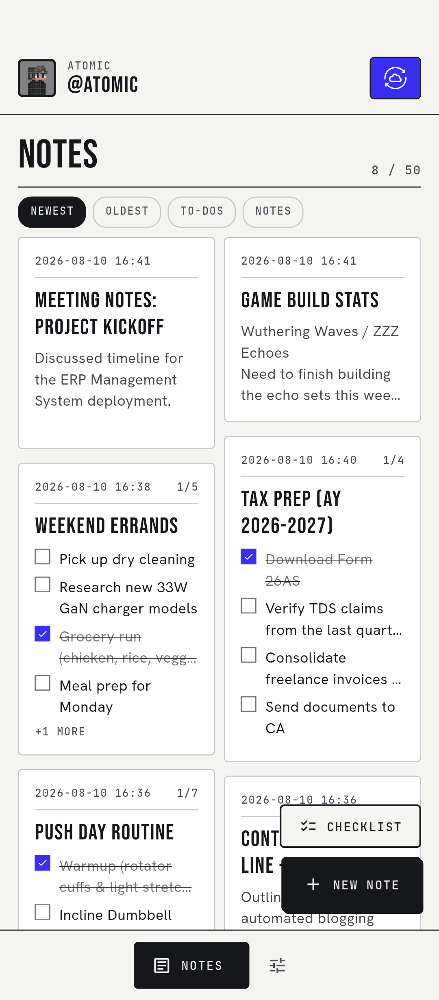 ATOMIC
@ATOMIC
NOTES
8 / 50
NEWEST
OLDEST
TO-DOS
NOTES
2026-08-10 16:41
MEETING NOTES:
PROJECT KICKOFF
Discussed timeline for
the ERP Management
System deployment.
2026-08-10 16:41
GAME BUILD STATS
Wuthering Waves / ZZZ
Echoes
Need to finish building
the echo sets this wee…
2026-08-10 16:38 1/5
WEEKEND ERRANDS
Pick up dry cleaning
Research new 33W
GaN charger models
Grocery run
(chicken, rice, vegg…
Meal prep for
Monday
+1 MORE
2026-08-10 16:40 1/4
TAX PREP (AY
2026-2027)
Download Form
26AS
Verify TDS claims
from the last quart…
Consolidate
freelance invoices …
Send documents to
CA
2026-08-10 16:36 1/7
PUSH DAY ROUTINE
Warmup (rotator
cuffs & light stretc…
Incline Dumbbell
2026-08-10 16:36
CONT
LINE
Outlin
automated blogging
CHECKLIST
NEW NOTE
NOTES